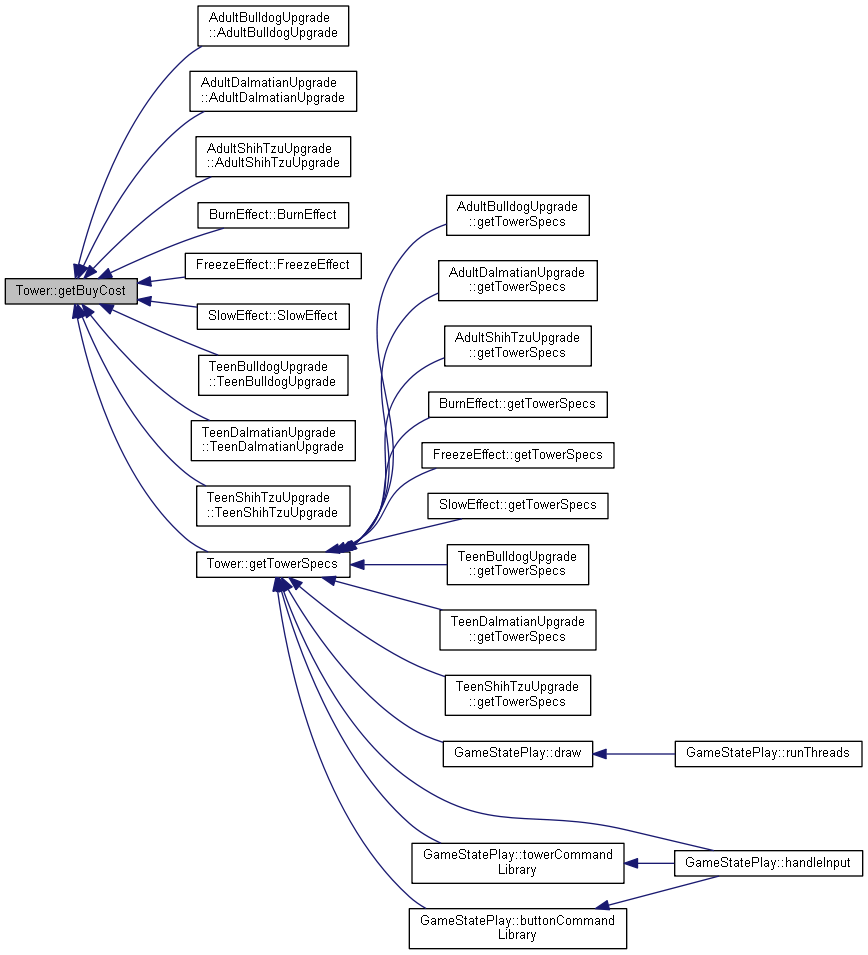 AdultBulldogUpgrade
::AdultBulldogUpgrade
AdultDalmatianUpgrade
::AdultDalmatianUpgrade
AdultShihTzuUpgrade
::AdultShihTzuUpgrade
BurnEffect::BurnEffect
FreezeEffect::FreezeEffect
Tower::getBuyCost
SlowEffect::SlowEffect
TeenBulldogUpgrade
::TeenBulldogUpgrade
TeenDalmatianUpgrade
::TeenDalmatianUpgrade
TeenShihTzuUpgrade
::TeenShihTzuUpgrade
Tower::getTowerSpecs
AdultBulldogUpgrade
::getTowerSpecs
AdultDalmatianUpgrade
::getTowerSpecs
AdultShihTzuUpgrade
::getTowerSpecs
BurnEffect::getTowerSpecs
FreezeEffect::getTowerSpecs
SlowEffect::getTowerSpecs
TeenBulldogUpgrade
::getTowerSpecs
TeenDalmatianUpgrade
::getTowerSpecs
TeenShihTzuUpgrade
::getTowerSpecs
GameStatePlay::draw
GameStatePlay::runThreads
GameStatePlay::towerCommand
Library
GameStatePlay::handleInput
GameStatePlay::buttonCommand
Library